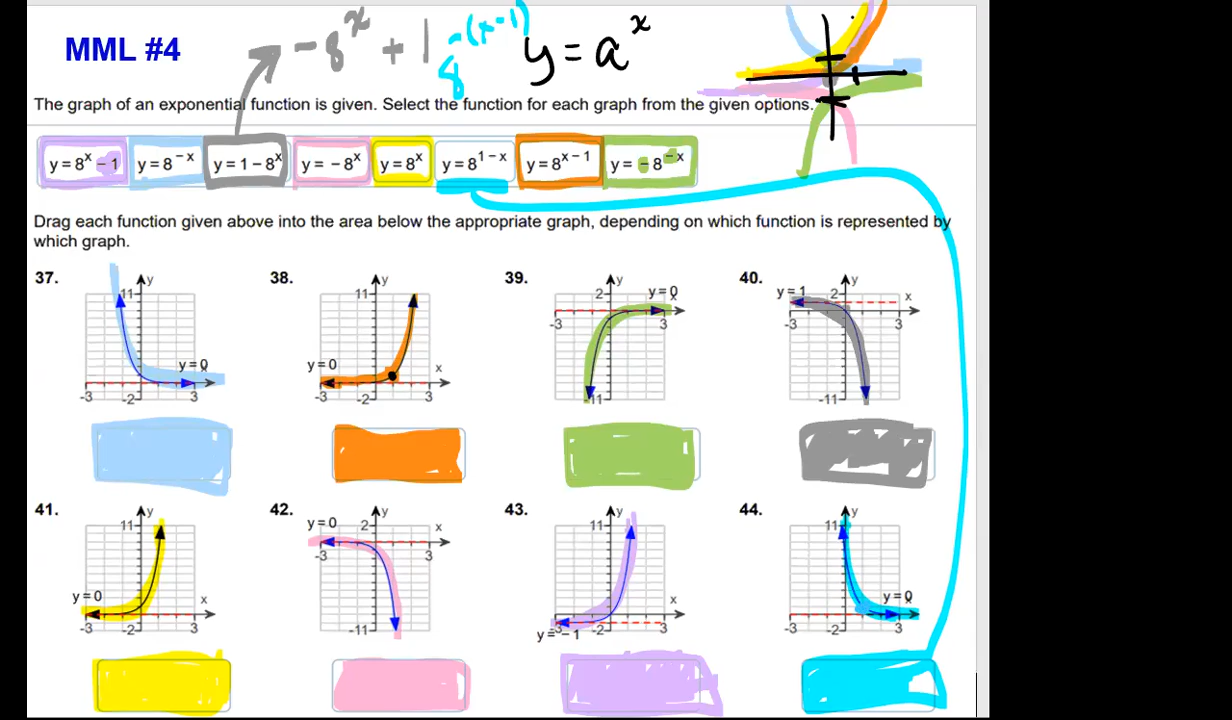 MML #4
-8^x + 1
8^-(x-1)
y = a^x
The graph of an exponential function is given. Select the function for each graph from the given options.
y = 8^x - 1 y = 8^-x y = 1 - 8^x y = -8^x y = 8^x y = 8^1-x y = 8^x-1 y = -8^-x
Drag each function given above into the area below the appropriate graph, depending on which function is represented by
which graph.
37. 38. 39. 40.
11 y y=0 -3 -2 3
11 y y=0 x -3 -2 3
2 y y=0 x -3 3 -11
y=1 2 y x -3 3 -11
41. 42. 43. 44.
11 y y=0 x -3 -2 3
y=0 2 y x -3 3 -11
11 y x -3 -2 3 y=-1
11 y y=0 x -3 -2 3